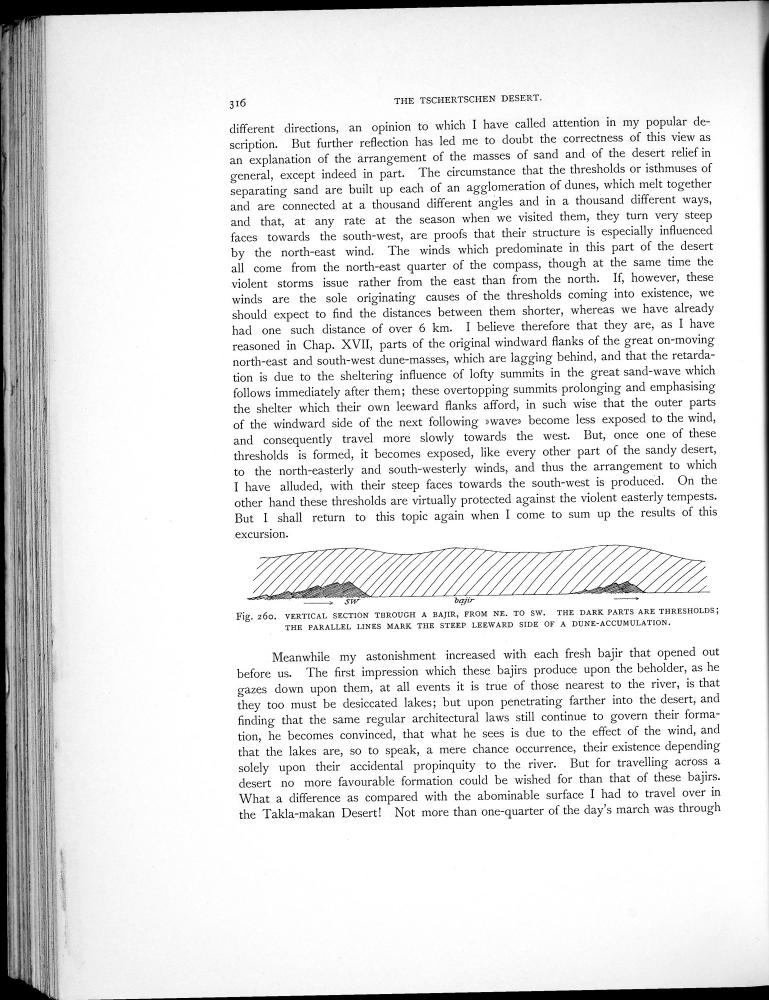 316
THE TSCHERTSCHEN DESERT.
different directions, an opinion to which I have called attention in my popular de-
scription. But further reflection has led me to doubt the correctness of this view as
an explanation of the arrangement of the masses of sand and of the desert relief in
general, except indeed in part. The circumstance that the thresholds or isthmuses of
separating sand are built up each of an agglomeration of dunes, which melt together
and are connected at a thousand different angles and in a thousand different ways,
and that, at any rate at the season when we visited them, they turn very steep
faces towards the south-west, are proofs that their structure is especially influenced
by the north-east wind. The winds which predominate in this part of the desert
all come from the north-east quarter of the compass, though at the same time the
violent storms issue rather from the east than from the north. If, however, these
winds are the sole originating causes of the thresholds coming into existence, we
should expect to find the distances between them shorter, whereas we have already
had one such distance of over 6 km. I believe therefore that they are, as I have
reasoned in Chap. XVII, parts of the original windward flanks of the great on-moving
north-east and south-west dune-masses, which are lagging behind, and that the retarda-
tion is due to the sheltering influence of lofty summits in the great sand-wave which
follows immediately after them; these overtopping summits prolonging and emphasising
the shelter which their own leeward flanks afford, in such wise that the outer parts
of the windward side of the next following »wave» become less exposed to the wind,
and consequently travel more slowly towards the west. But, once one of these
thresholds is formed, it becomes exposed, like every other part of the sandy desert,
to the north-easterly and south-westerly winds, and thus the arrangement to which
I have alluded, with their steep faces towards the south-west is produced. On the
other hand these thresholds are virtually protected against the violent easterly tempests.
But I shall return to this topic again when I come to sum up the results of this
excursion.
SW bajir
Fig. 260. VERTICAL SECTION THROUGH A BAJIR, FROM NE. TO SW. THE DARK PARTS ARE THRESHOLDS;
THE PARALLEL LINES MARK THE STEEP LEEWARD SIDE OF A DUNE-ACCUMULATION.
Meanwhile my astonishment increased with each fresh bajir that opened out
before us. The first impression which these bajirs produce upon the beholder, as he
gazes down upon them, at all events it is true of those nearest to the river, is that
they too must be desiccated lakes; but upon penetrating farther into the desert, and
finding that the same regular architectural laws still continue to govern their forma-
tion, he becomes convinced, that what he sees is due to the effect of the wind, and
that the lakes are, so to speak, a mere chance occurrence, their existence depending
solely upon their accidental propinquity to the river. But for travelling across a
desert no more favourable formation could be wished for than that of these bajirs.
What a difference as compared with the abominable surface I had to travel over in
the Takla-makan Desert! Not more than one-quarter of the day's march was through